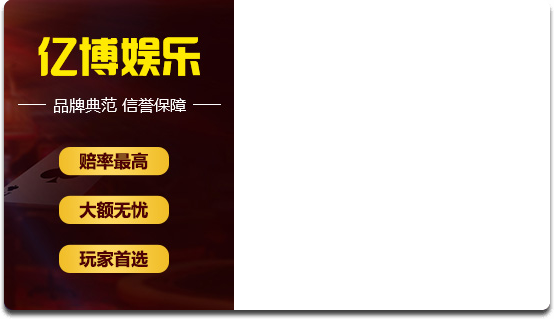 亿博娱乐
品牌典范 信誉保障
赔率最高
大额无忧
玩家首选